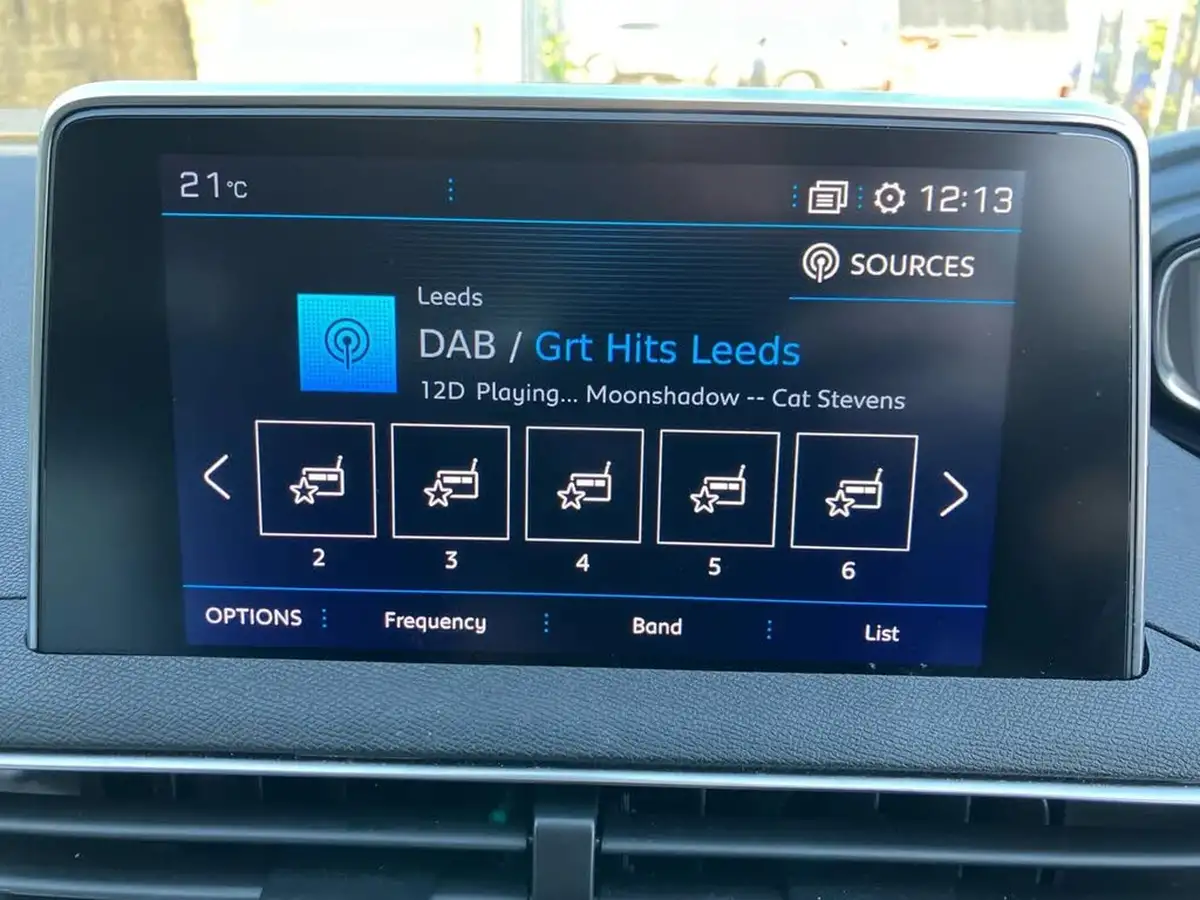 21°C 12:13
SOURCES
Leeds
DAB / Grt Hits Leeds
12D Playing... Moonshadow -- Cat Stevens
2 3 4 5 6
OPTIONS Frequency Band List